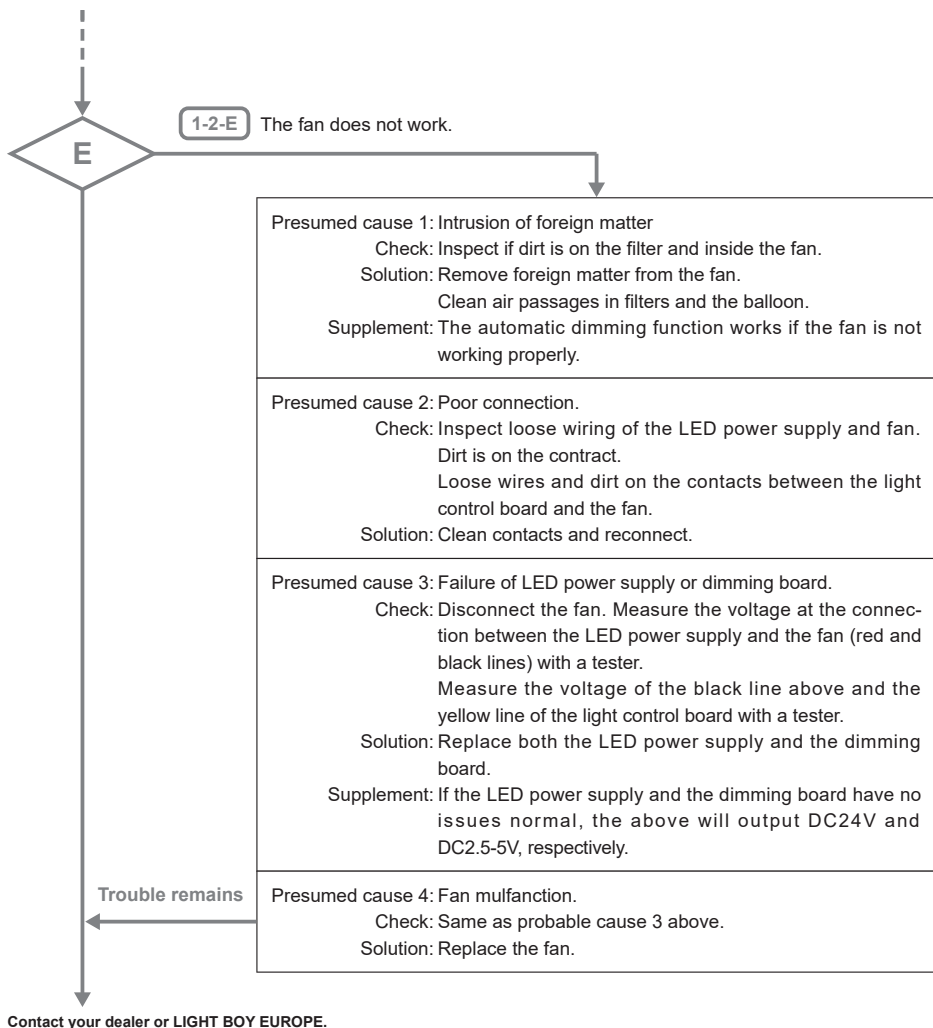 1-2-E The fan does not work.
E
Presumed cause 1: Intrusion of foreign matter
Check: Inspect if dirt is on the filter and inside the fan.
Solution: Remove foreign matter from the fan.
Clean air passages in filters and the balloon.
Supplement: The automatic dimming function works if the fan is not
working properly.
Presumed cause 2: Poor connection.
Check: Inspect loose wiring of the LED power supply and fan.
Dirt is on the contract.
Loose wires and dirt on the contacts between the light
control board and the fan.
Solution: Clean contacts and reconnect.
Presumed cause 3: Failure of LED power supply or dimming board.
Check: Disconnect the fan. Measure the voltage at the connec-
tion between the LED power supply and the fan (red and
black lines) with a tester.
Measure the voltage of the black line above and the
yellow line of the light control board with a tester.
Solution: Replace both the LED power supply and the dimming
board.
Supplement: If the LED power supply and the dimming board have no
issues normal, the above will output DC24V and
DC2.5-5V, respectively.
Trouble remains
Presumed cause 4: Fan mulfanction.
Check: Same as probable cause 3 above.
Solution: Replace the fan.
Contact your dealer or LIGHT BOY EUROPE.